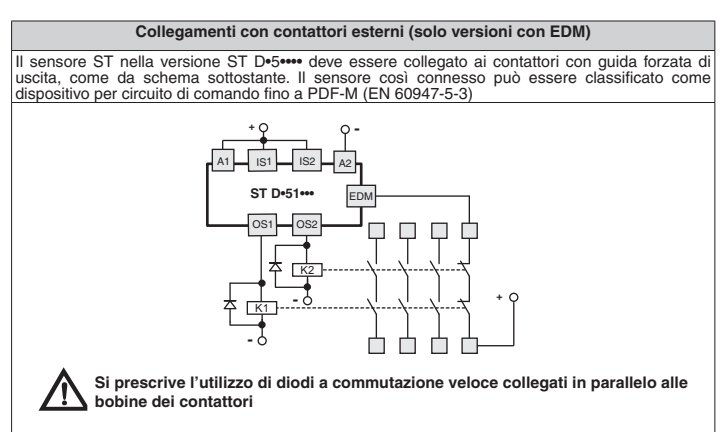 Collegamenti con contattori esterni (solo versioni con EDM)
Il sensore ST nella versione ST D•5•••• deve essere collegato ai contattori con guida forzata di
uscita, come da schema sottostante. Il sensore così connesso può essere classificato come
dispositivo per circuito di comando fino a PDF-M (EN 60947-5-3)
+ -
A1 IS1 IS2 A2
ST D•51•••
EDM
OS1 OS2
K2
-
+
K1
-
Si prescrive l'utilizzo di diodi a commutazione veloce collegati in parallelo alle
bobine dei contattori